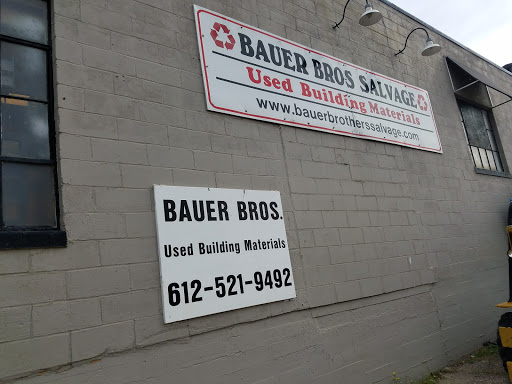 BAUER BROS SALVAGE
Used Building Materials
www.bauerbrotherssalvage.com
BAUER BROS.
Used Building Materials
612-521-9492